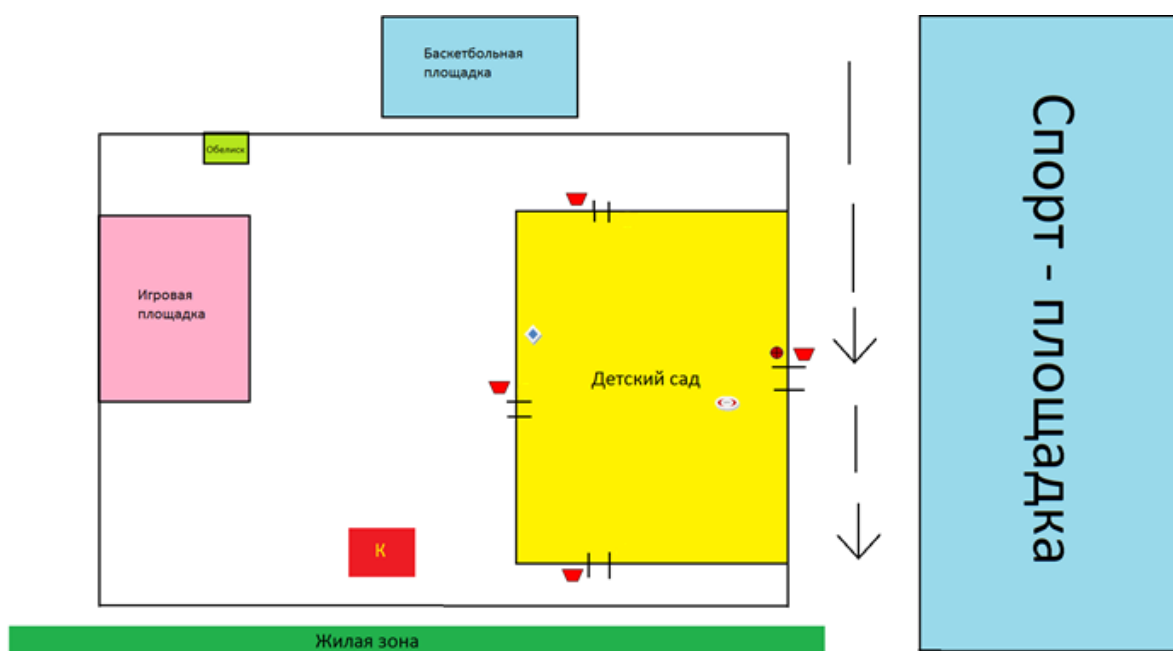 Баскетбольная
площадка
Обелиск
Игровая
площадка
Детский сад
К
Жилая зона
Спорт - площадка